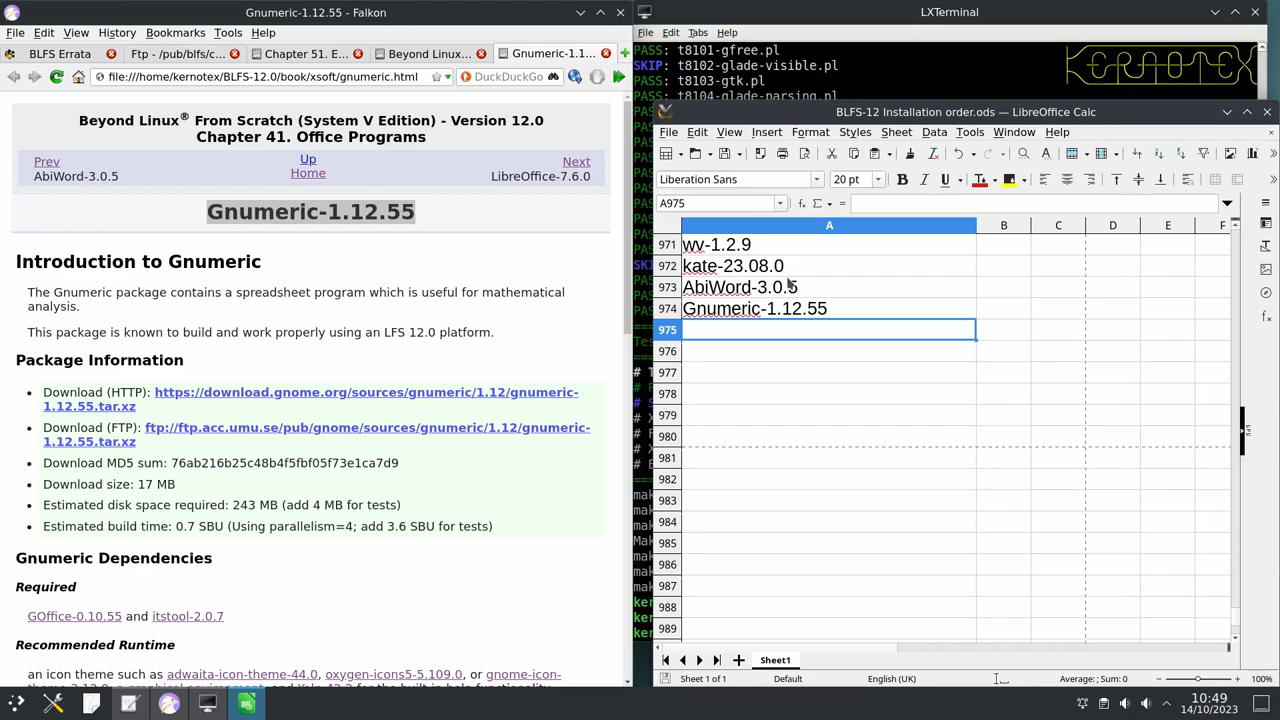 Gnumeric-1.12.55 - Falkon
File Edit View History Bookmarks Tools Help
BLFS Errata
Ftp - /pub/blfs/c...
Chapter 51. E...
Beyond Linux...
Gnumeric-1.1...
file:///home/kernotex/BLFS-12.0/book/xsoft/gnumeric.html
DuckDuckGo
Beyond Linux® From Scratch (System V Edition) - Version 12.0
Chapter 41. Office Programs
Prev Up Next
AbiWord-3.0.5 Home LibreOffice-7.6.0
Gnumeric-1.12.55
Introduction to Gnumeric
The Gnumeric package contains a spreadsheet program which is useful for mathematical
analysis.
This package is known to build and work properly using an LFS 12.0 platform.
Package Information
• Download (HTTP): https://download.gnome.org/sources/gnumeric/1.12/gnumeric-
1.12.55.tar.xz
• Download (FTP): ftp://ftp.acc.umu.se/pub/gnome/sources/gnumeric/1.12/gnumeric-
1.12.55.tar.xz
• Download MD5 sum: 76ab216b25c48b4f5fbf05f73e1ca7d9
• Download size: 17 MB
• Estimated disk space required: 243 MB (add 4 MB for tests)
• Estimated build time: 0.7 SBU (Using parallelism=4; add 3.6 SBU for tests)
Gnumeric Dependencies
Required
GOffice-0.10.55 and itstool-2.0.7
Recommended Runtime
an icon theme such as adwaita-icon-theme-44.0, oxygen-icons5-5.109.0, or gnome-icon-
LXTerminal
File Edit Tabs Help
PASS: t8101-gfree.pl
SKIP: t8102-glade-visible.pl
PASS: t8103-gtk.pl
PASS: t8104-glade-parsing.pl
KERNOTEX
BLFS-12 Installation order.ods — LibreOffice Calc
File Edit View Insert Format Styles Sheet Data Tools Window Help
Liberation Sans 20 pt
A975
A B C D E F
971 wv-1.2.9
972 kate-23.08.0
973 AbiWord-3.0.5
974 Gnumeric-1.12.55
975
976
977
978
979
980
981
982
983
984
985
986
987
988
989
Sheet1
Sheet 1 of 1 Default English (UK) Average: ; Sum: 0 100%
10:49
14/10/2023